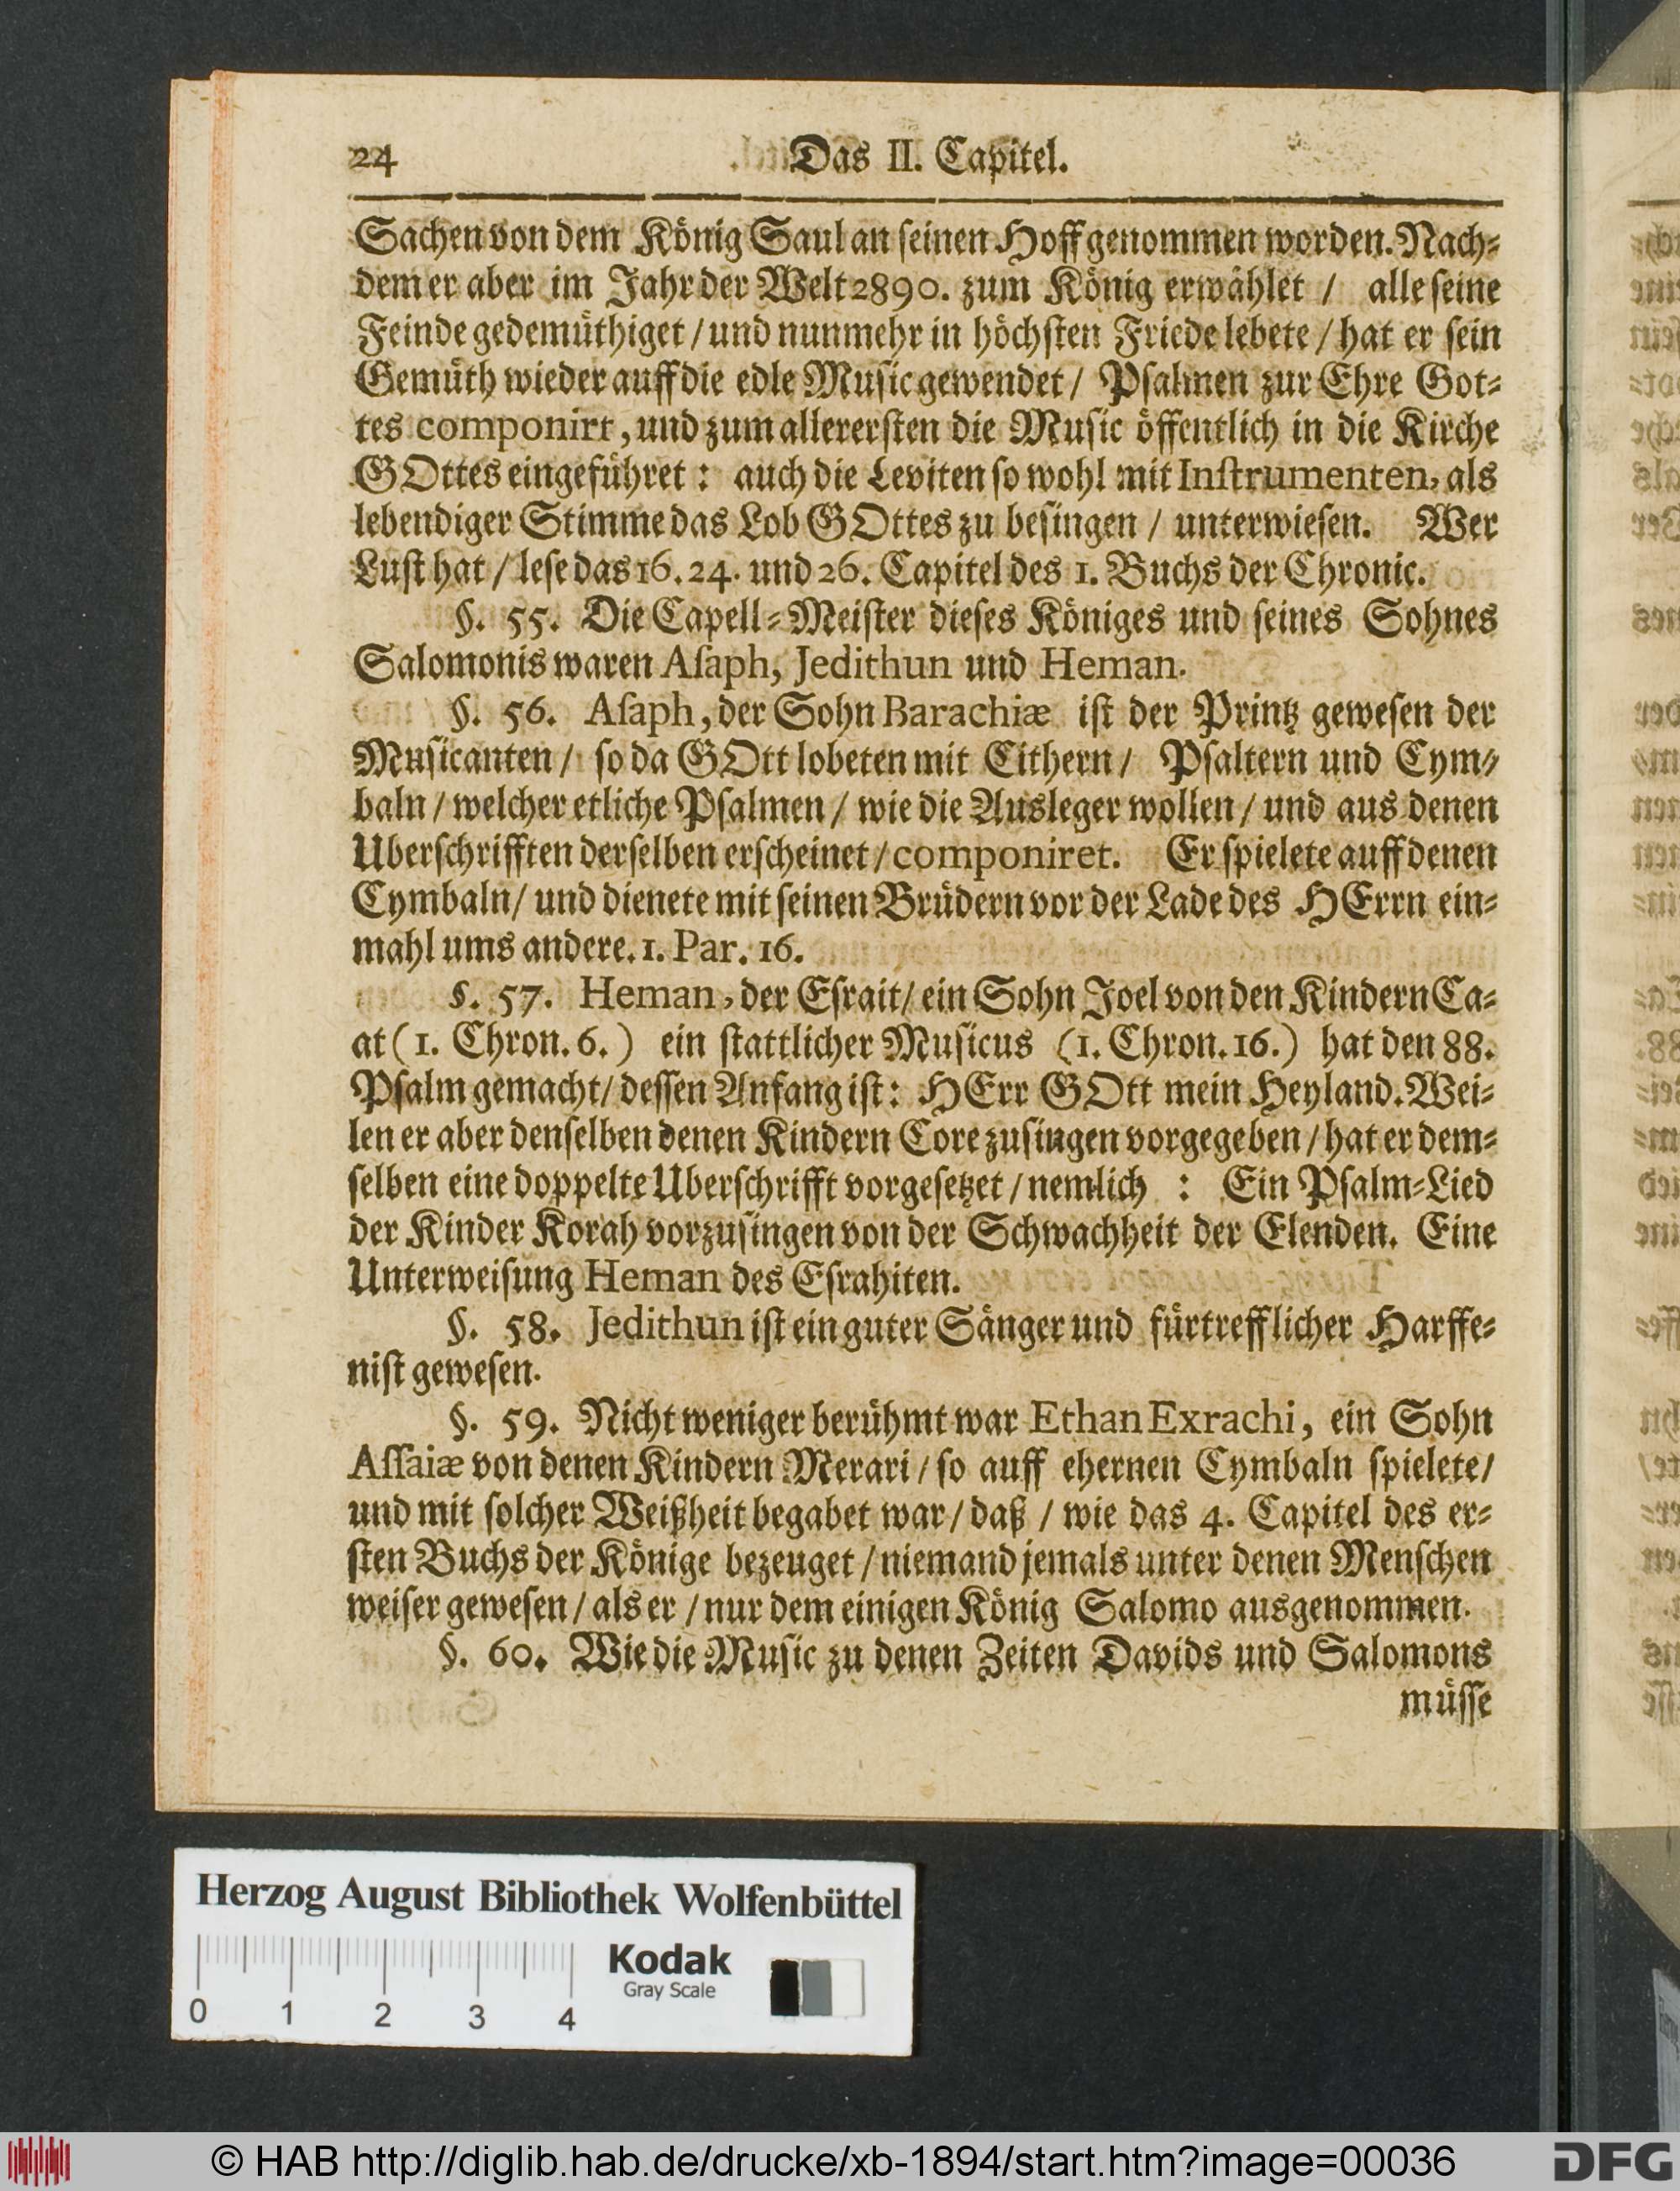 24 Das II. Capitel.
Sachen von dem König Saul an seinen Hoff genommen worden. Nach-
dem er aber im Jahr der Welt 2890. zum König erwählet / alle seine
Feinde gedemüthiget / und nunmehr in höchsten Friede lebete / hat er sein
Gemüth wieder auff die edle Music gewendet / Psalmen zur Ehre Got-
tes componirt, und zum allerersten die Music öffentlich in die Kirche
GOttes eingeführet : auch die Leviten so wohl mit Instrumenten, als
lebendiger Stimme das Lob GOttes zu besingen / unterwiesen. Wer
Lust hat / lese das 16. 24. und 26. Capitel des 1. Buchs der Chronic.
§. 55. Die Capell-Meister dieses Königes und seines Sohnes
Salomonis waren Asaph, Jedithun und Heman.
§. 56. Asaph, der Sohn Barachiæ ist der Printz gewesen der
Musicanten / so da GOtt lobeten mit Cithern / Psaltern und Cym-
baln / welcher etliche Psalmen / wie die Ausleger wollen / und aus denen
Uberschrifften derselben erscheinet / componiret. Er spielete auff denen
Cymbaln / und dienete mit seinen Brüdern vor der Lade des HErrn ein-
mahl ums andere. 1. Par. 16.
§. 57. Heman, der Esrait / ein Sohn Joel von den Kindern Ca-
at ( 1. Chron. 6. ) ein stattlicher Musicus (1. Chron. 16.) hat den 88.
Psalm gemacht / dessen Anfang ist : HErr GOtt mein Heyland. Wei-
len er aber denselben denen Kindern Core zusingen vorgegeben / hat er dem-
selben eine doppelte Uberschrifft vorgesetzet / nemlich : Ein Psalm-Lied
der Kinder Korah vorzusingen von der Schwachheit der Elenden. Eine
Unterweisung Heman des Esrahiten.
§. 58. Jedithun ist ein guter Sänger und fürtrefflicher Harffe-
nist gewesen.
§. 59. Nicht weniger berühmt war Ethan Exrachi, ein Sohn
Assaiæ von denen Kindern Merari / so auff ehernen Cymbaln spielete /
und mit solcher Weißheit begabet war / daß / wie das 4. Capitel des er-
sten Buchs der Könige bezeuget / niemand jemals unter denen Menschen
weiser gewesen / als er / nur dem einigen König Salomo ausgenommen.
§. 60. Wie die Music zu denen Zeiten Davids und Salomons
müsse
Herzog August Bibliothek Wolfenbüttel
0 1 2 3 4
Kodak
Gray Scale
© HAB http://diglib.hab.de/drucke/xb-1894/start.htm?image=00036
DFG